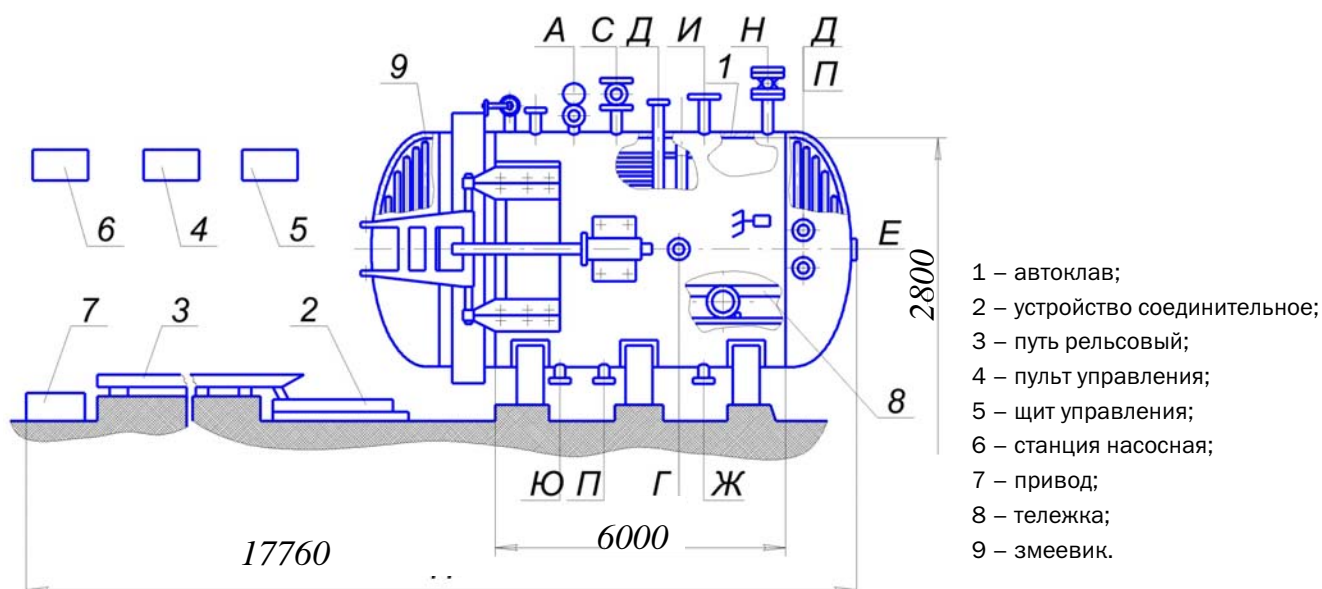 А С Д И Н Д
9 1 П
6 4 5 Е
2800
7 3 2
8
Ю П Г Ж
17760 6000
1 – автоклав;
2 – устройство соединительное;
3 – путь рельсовый;
4 – пульт управления;
5 – щит управления;
6 – станция насосная;
7 – привод;
8 – тележка;
9 – змеевик.